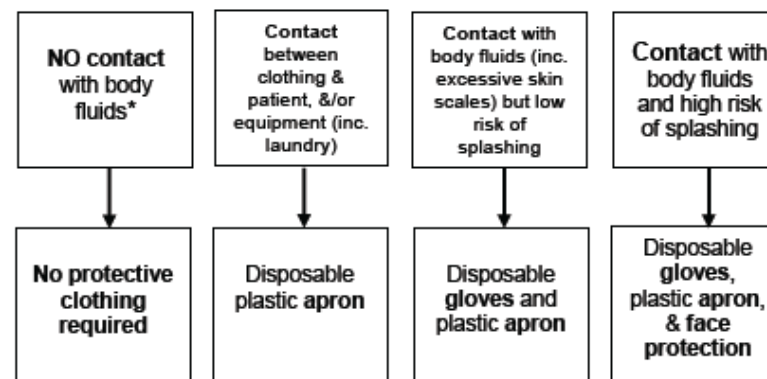 NO contact
with body
fluids*
Contact
between
clothing &
patient, &/or
equipment (inc.
laundry)
Contact with
body fluids (inc.
excessive skin
scales) but low
risk of
splashing
Contact with
body fluids
and high risk
of splashing
No protective
clothing
required
Disposable
plastic apron
Disposable
gloves and
plastic apron
Disposable
gloves,
plastic apron,
& face
protection